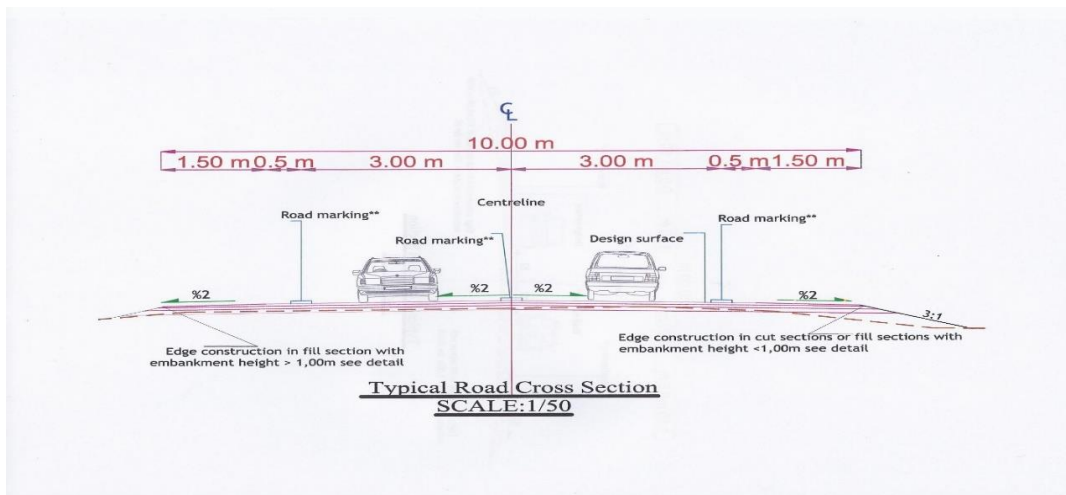 ℄
10.00 m
1.50 m 0.5 m 3.00 m 3.00 m 0.5 m 1.50 m
Centreline
Road marking**
Road marking**
Road marking**
Design surface
%2 %2 %2 %2
3:1
Edge construction in fill section with
embankment height > 1,00m see detail
Edge construction in cut sections or fill sections with
embankment height <1,00m see detail
Typical Road Cross Section
SCALE:1/50